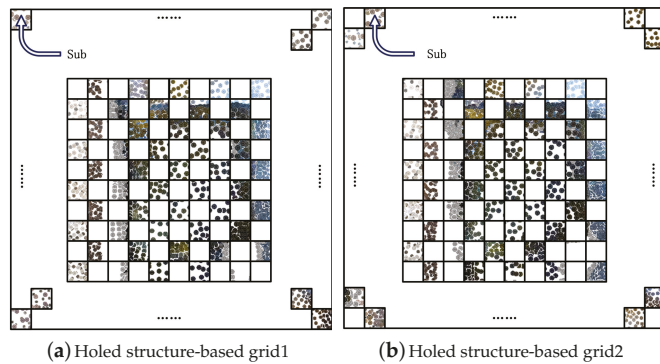 ......
Sub
......
......
......
(a) Holed structure-based grid1
......
Sub
......
......
......
(b) Holed structure-based grid2